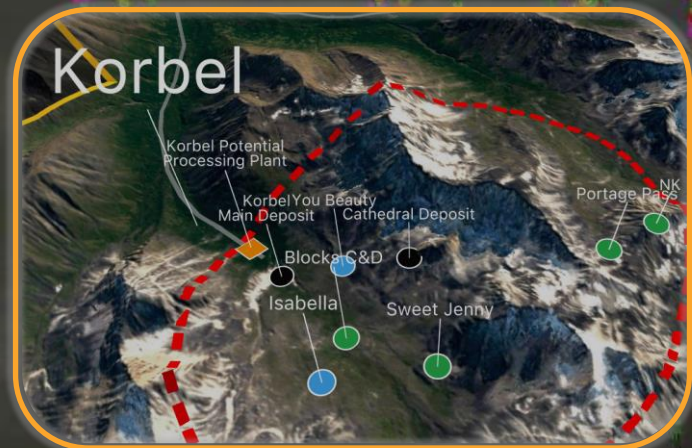 Korbel
Korbel Potential
Processing Plant
Korbel
Main Deposit
You Beauty
Cathedral Deposit
Portage Pass
NK
Blocks C&D
Isabella
Sweet Jenny